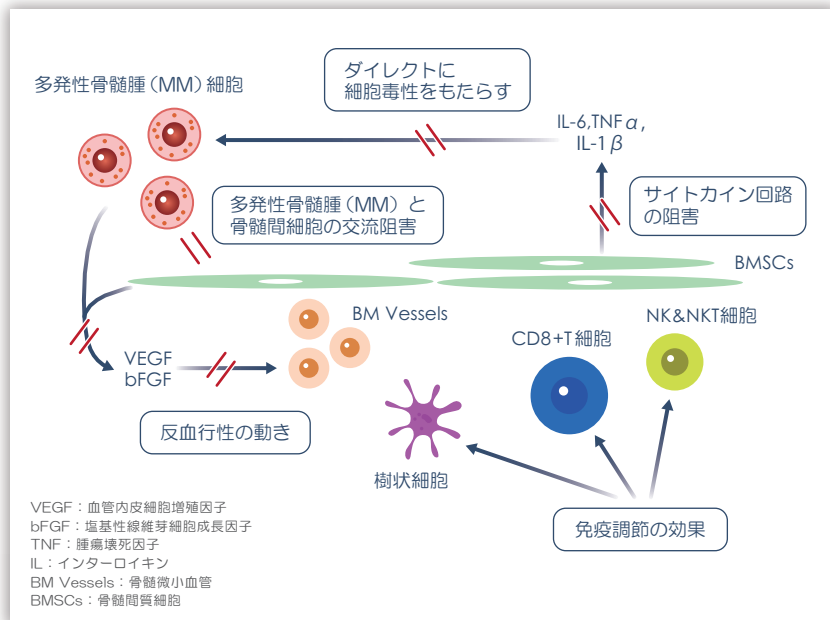 多発性骨髄腫（MM）細胞
ダイレクトに
細胞毒性をもたらす
IL-6,TNFα,
IL-1β
多発性骨髄腫（MM）と
骨髄間細胞の交流阻害
サイトカイン回路
の阻害
BMSCs
BM Vessels
NK&NKT細胞
CD8+T細胞
VEGF
bFGF
反血行性の動き
樹状細胞
免疫調節の効果
VEGF：血管内皮細胞増殖因子
bFGF：塩基性線維芽細胞成長因子
TNF：腫瘍壊死因子
IL：インターロイキン
BM Vessels：骨髄微小血管
BMSCs：骨髄間質細胞